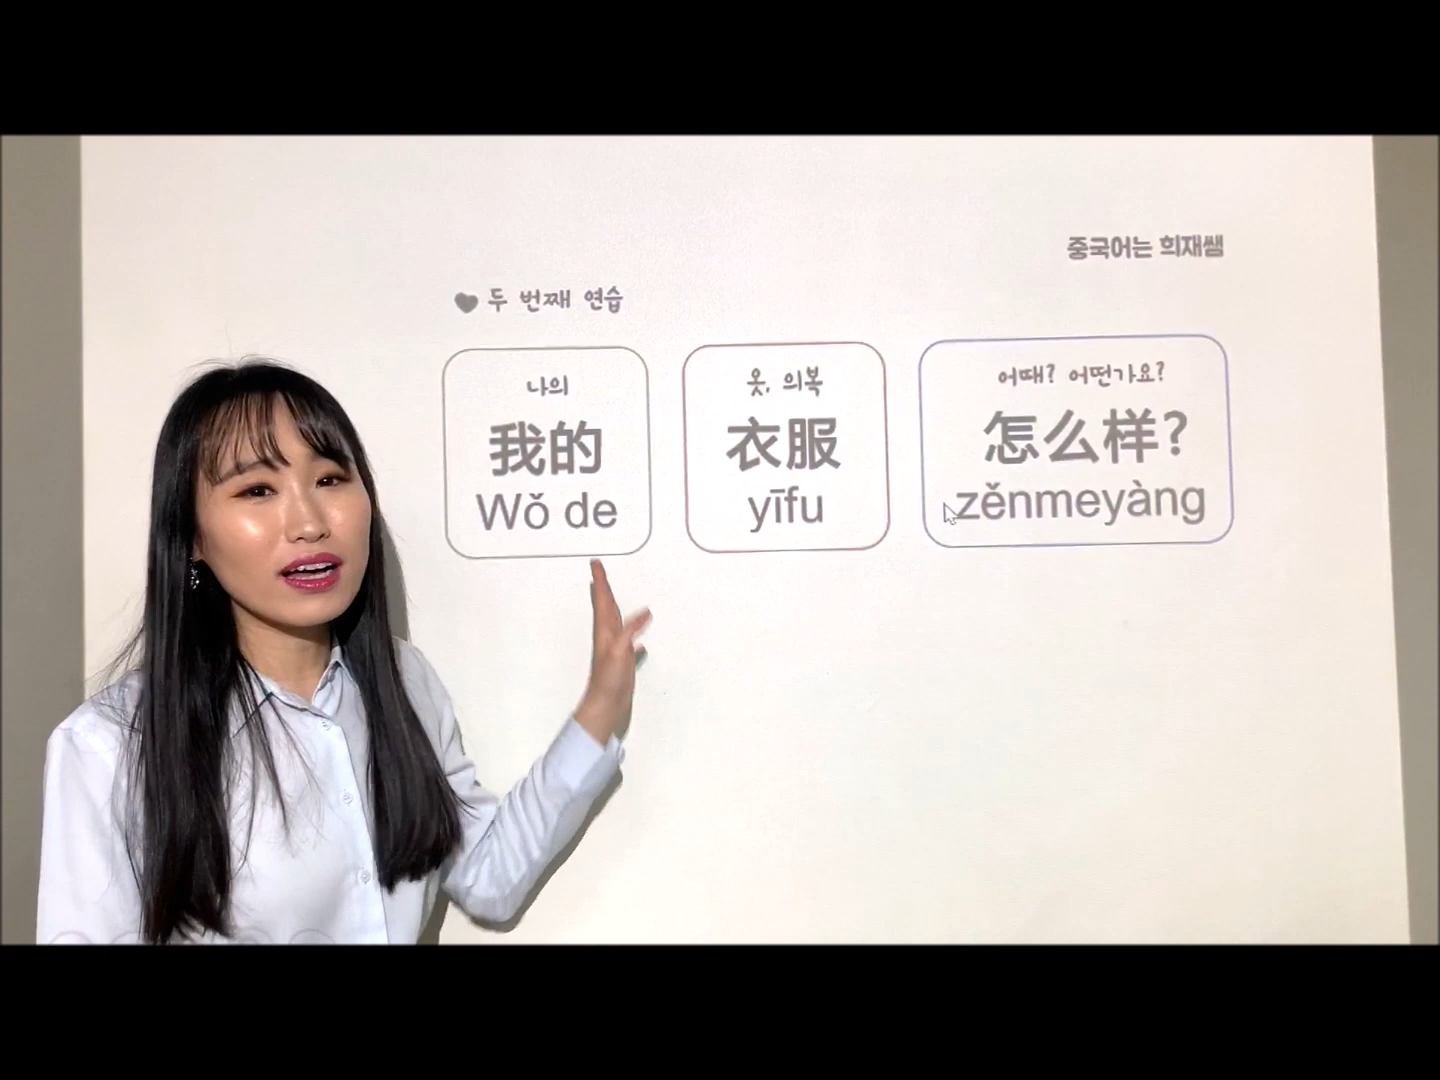 중국어는 희재쌤
♥ 두 번째 연습
나의
我的
Wǒ de
옷, 의복
衣服
yīfu
어때? 어떤가요?
怎么样?
zěnmeyàng